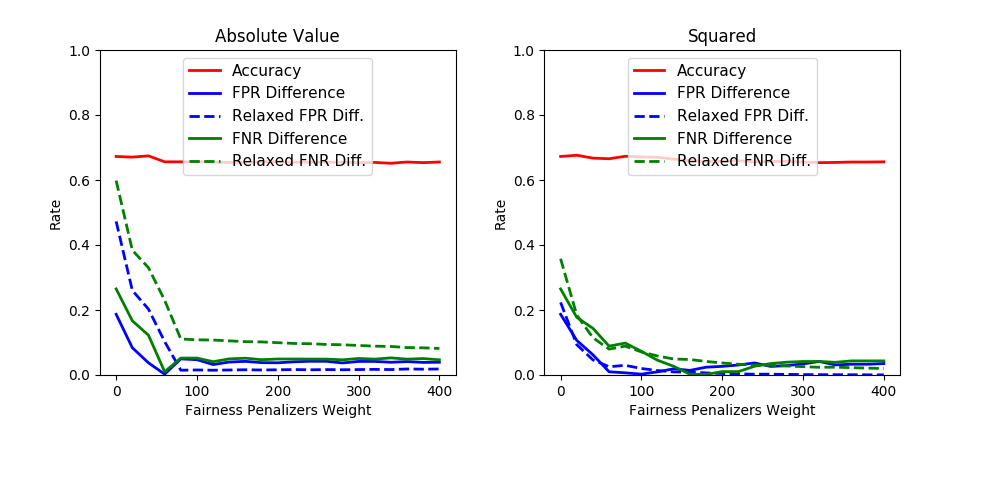 Absolute Value
1.0
0.8
0.6
0.4
0.2
0.0
Rate
Accuracy
FPR Difference
Relaxed FPR Diff.
FNR Difference
Relaxed FNR Diff.
0 100 200 300 400
Fairness Penalizers Weight
Squared
1.0
0.8
0.6
0.4
0.2
0.0
Rate
Accuracy
FPR Difference
Relaxed FPR Diff.
FNR Difference
Relaxed FNR Diff.
0 100 200 300 400
Fairness Penalizers Weight